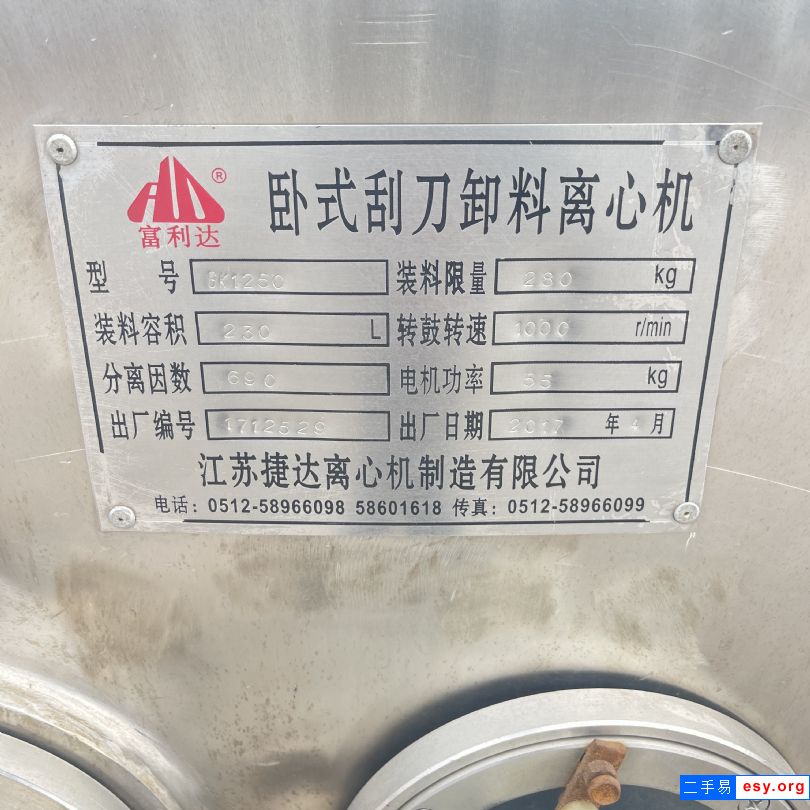 富利达®
卧式刮刀卸料离心机
型号 GK1250 装料限量 280 kg
装料容积 230 L 转鼓转速 1000 r/min
分离因数 690 电机功率 55 kg
出厂编号 1712529 出厂日期 2017 年 4 月
江苏捷达离心机制造有限公司
电话：0512-58966098 58601618 传真：0512-58966099
二手易 esy.org